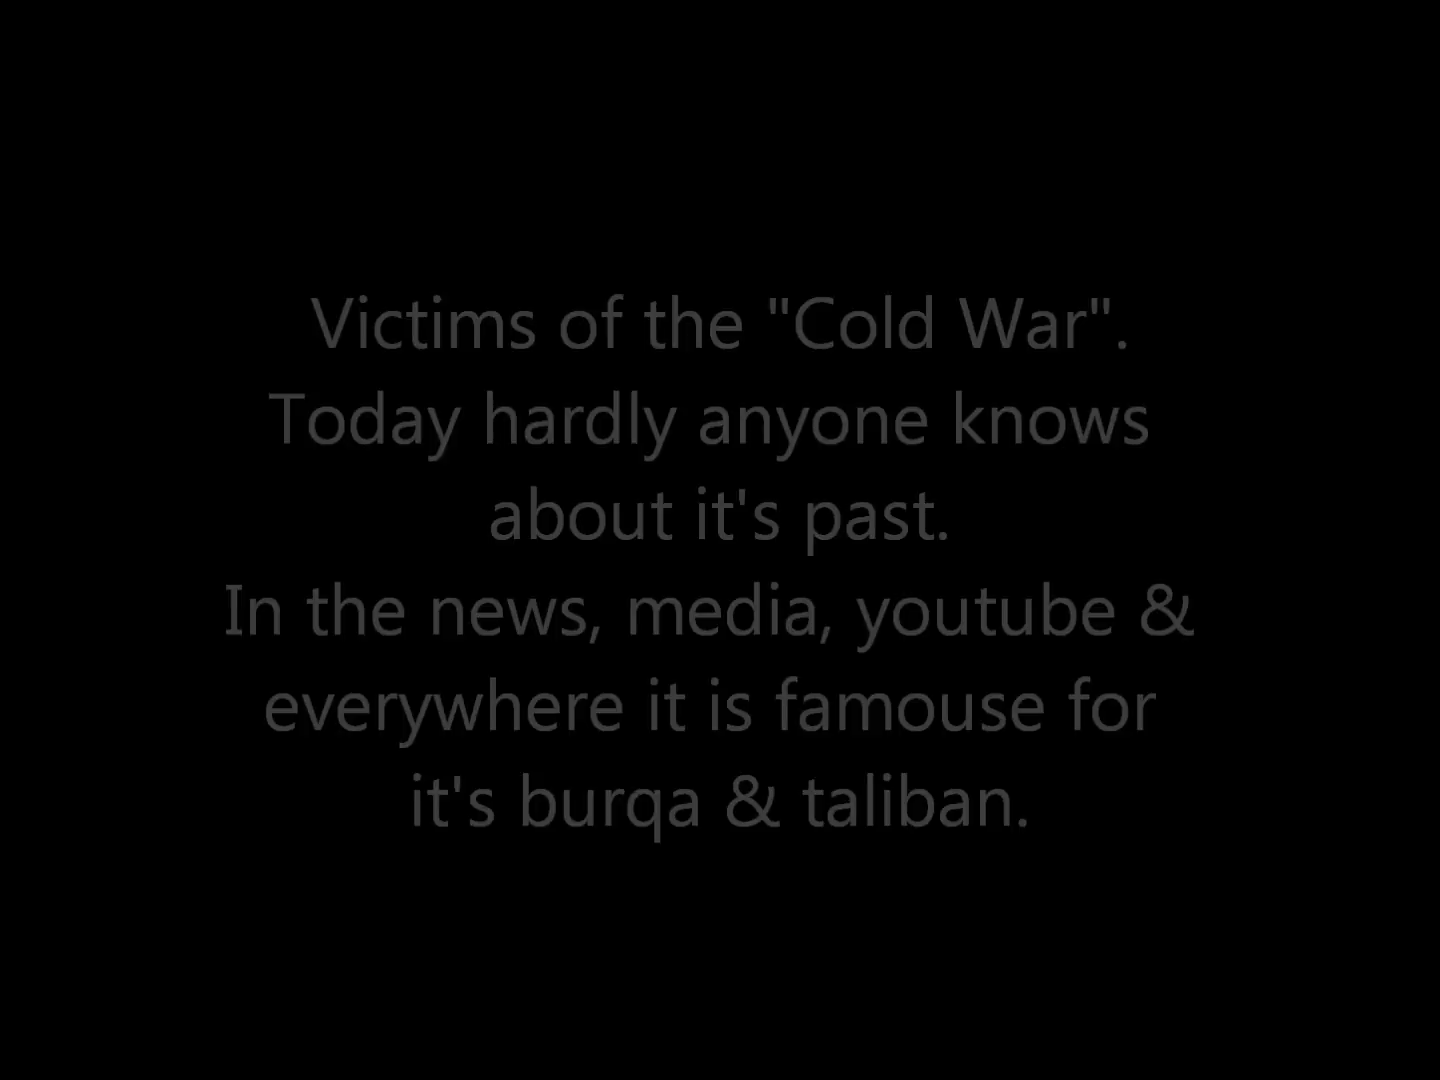 Victims of the "Cold War".
Today hardly anyone knows
about it's past.
In the news, media, youtube &
everywhere it is famouse for
it's burqa & taliban.